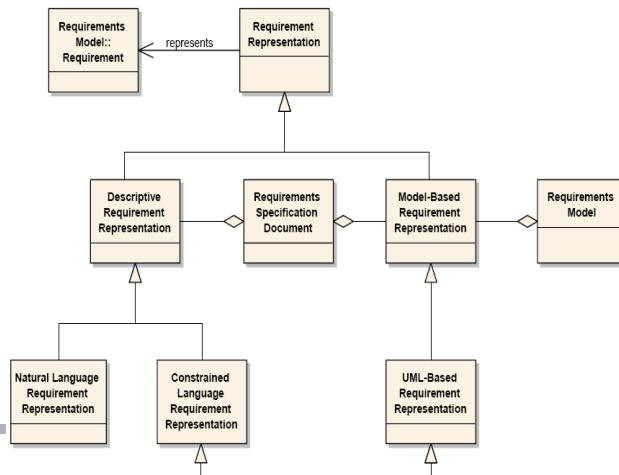 Requirements
Model::
Requirement
represents
Requirement
Representation
Descriptive
Requirement
Representation
Requirements
Specification
Document
Model-Based
Requirement
Representation
Requirements
Model
Natural Language
Requirement
Representation
Constrained
Language
Requirement
Representation
UML-Based
Requirement
Representation